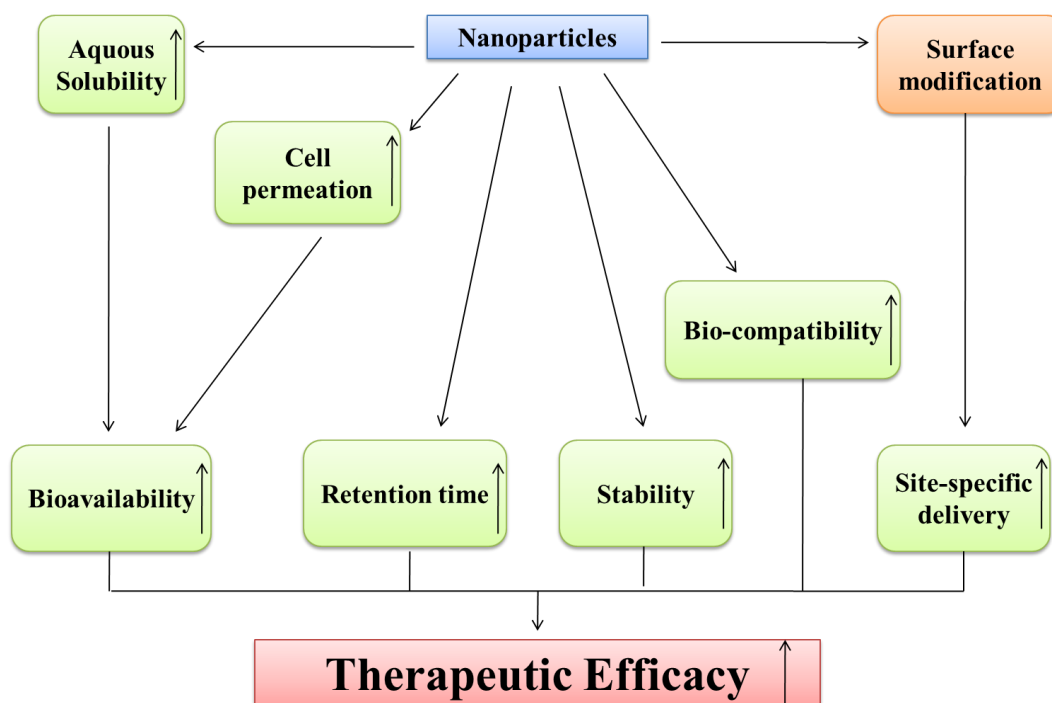 Nanoparticles
Aquous
Solubility
Surface
modification
Cell
permeation
Bio-compatibility
Bioavailability
Retention time
Stability
Site-specific
delivery
Therapeutic Efficacy